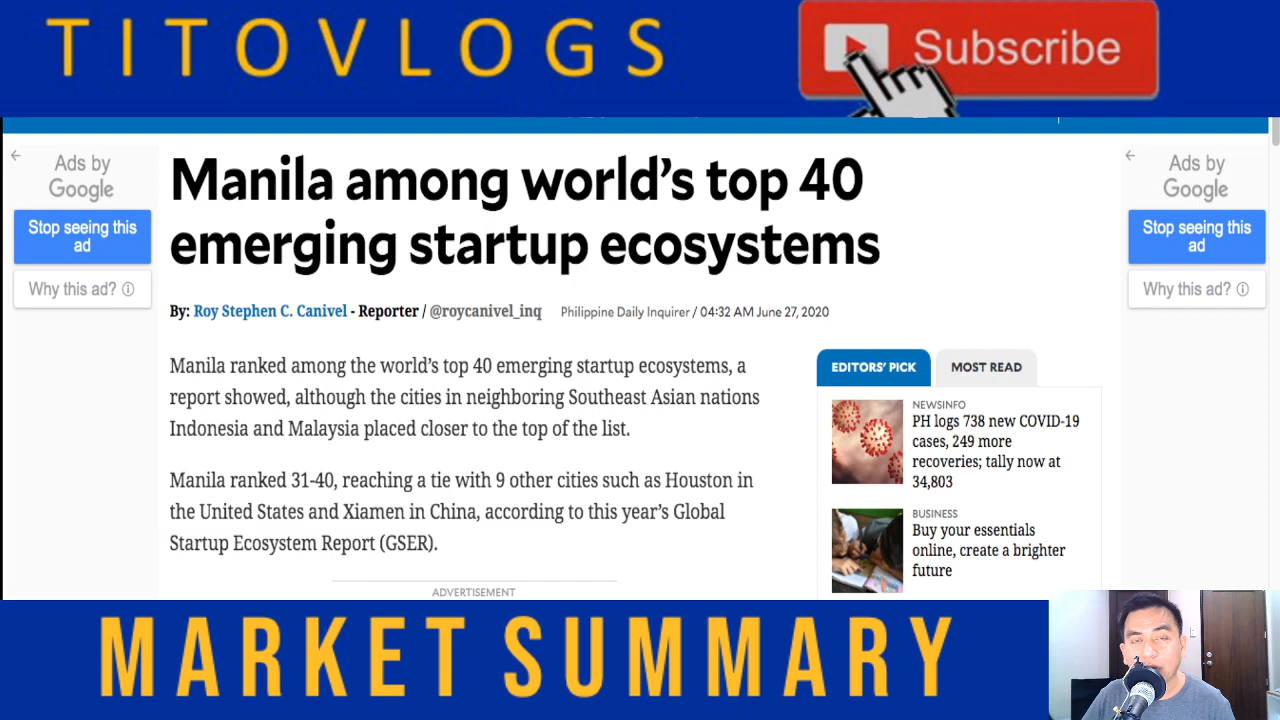 TITOVLOGS
Subscribe
Ads by
Google
Stop seeing this
ad
Why this ad? ⓘ
Manila among world’s top 40
emerging startup ecosystems
By: Roy Stephen C. Canivel - Reporter / @roycanivel_inq Philippine Daily Inquirer / 04:32 AM June 27, 2020
Manila ranked among the world’s top 40 emerging startup ecosystems, a
report showed, although the cities in neighboring Southeast Asian nations
Indonesia and Malaysia placed closer to the top of the list.
Manila ranked 31-40, reaching a tie with 9 other cities such as Houston in
the United States and Xiamen in China, according to this year’s Global
Startup Ecosystem Report (GSER).
ADVERTISEMENT
EDITORS’ PICK MOST READ
NEWSINFO
PH logs 738 new COVID-19
cases, 249 more
recoveries; tally now at
34,803
BUSINESS
Buy your essentials
online, create a brighter
future
Ads by
Google
Stop seeing this
ad
Why this ad? ⓘ
MARKET SUMMARY